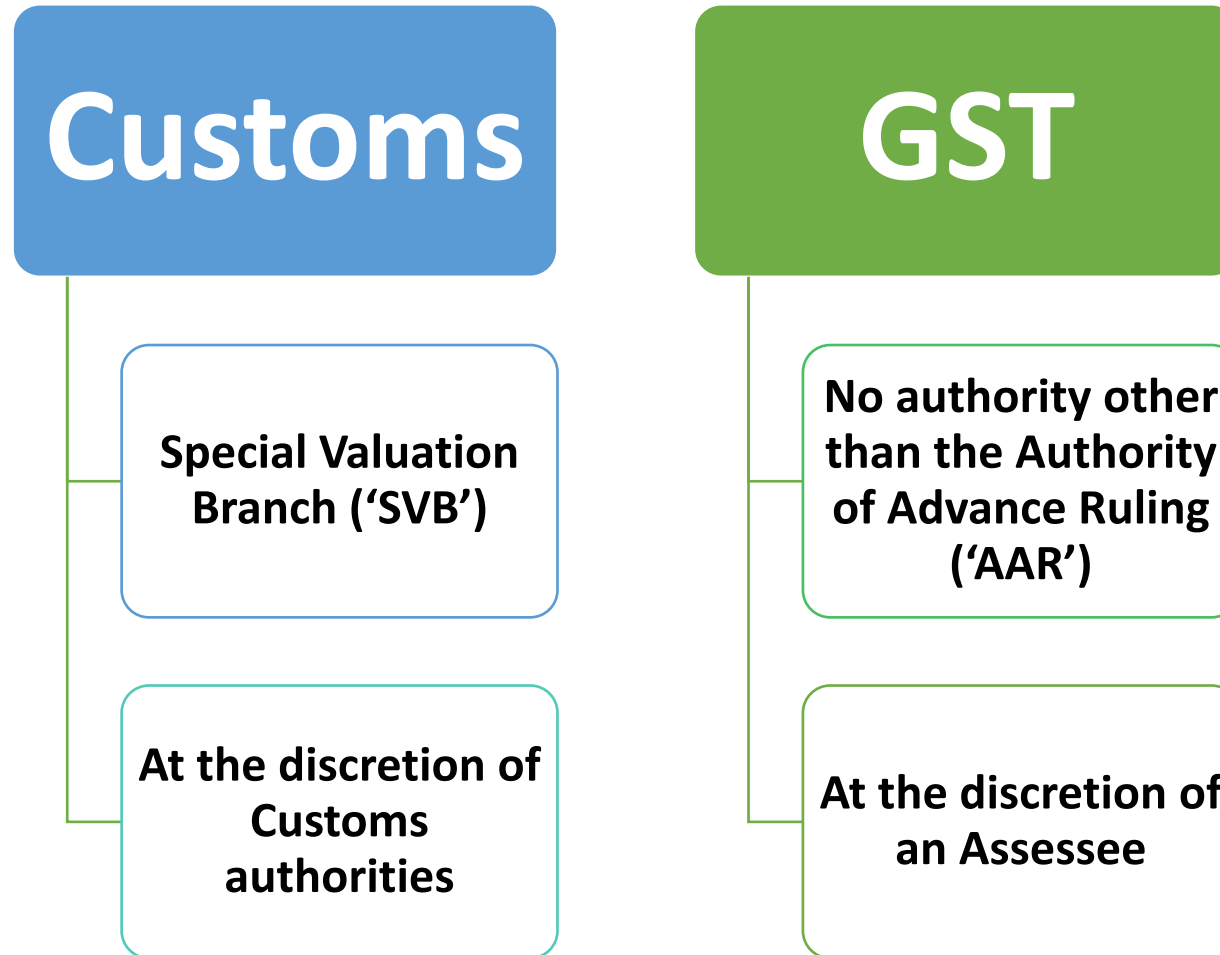 Customs
Special Valuation
Branch (‘SVB’)
At the discretion of
Customs
authorities
GST
No authority other
than the Authority
of Advance Ruling
(‘AAR’)
At the discretion of
an Assessee